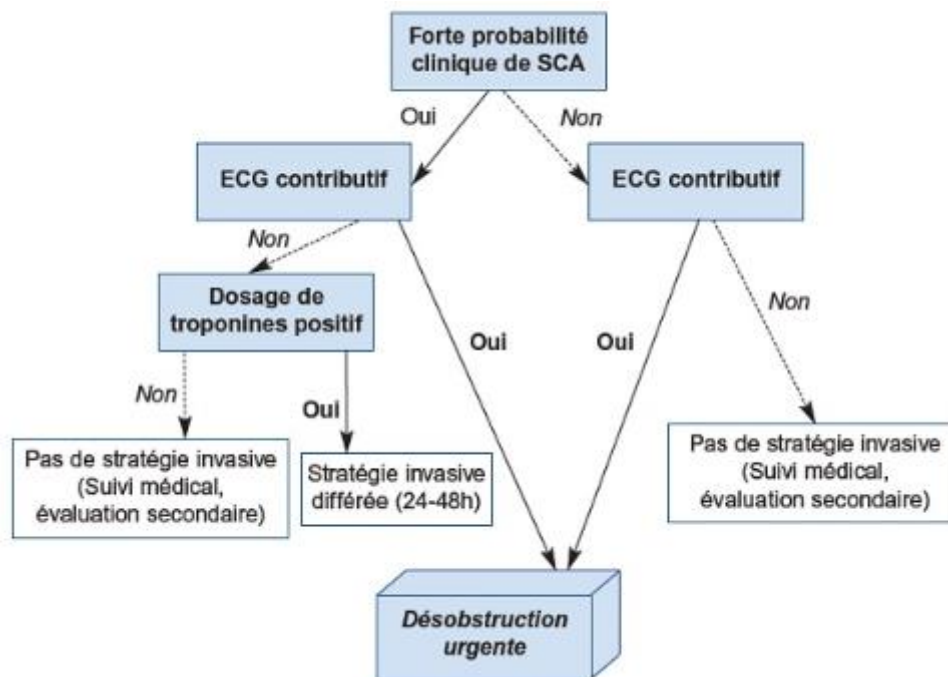 Forte probabilité
clinique de SCA
Oui
Non
ECG contributif
ECG contributif
Non
Dosage de
troponines positif
Non
Oui
Oui
Non
Oui
Pas de stratégie invasive
(Suivi médical,
évaluation secondaire)
Stratégie invasive
différée (24-48h)
Pas de stratégie invasive
(Suivi médical,
évaluation secondaire)
Désobstruction
urgente